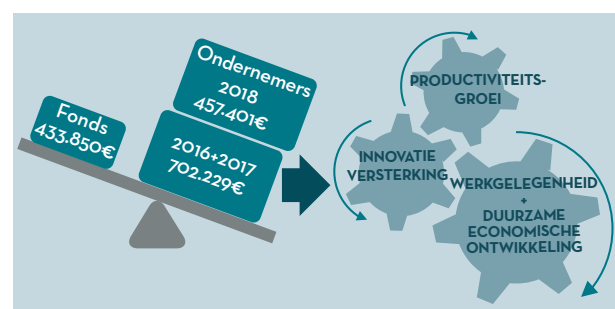 Fonds
433.850€
Ondernemers
2018
457.401€
2016+2017
702.229€
PRODUCTIVITEITS-
GROEI
INNOVATIE
VERSTERKING
WERKGELEGENHEID
+
DUURZAME
ECONOMISCHE
ONTWIKKELING